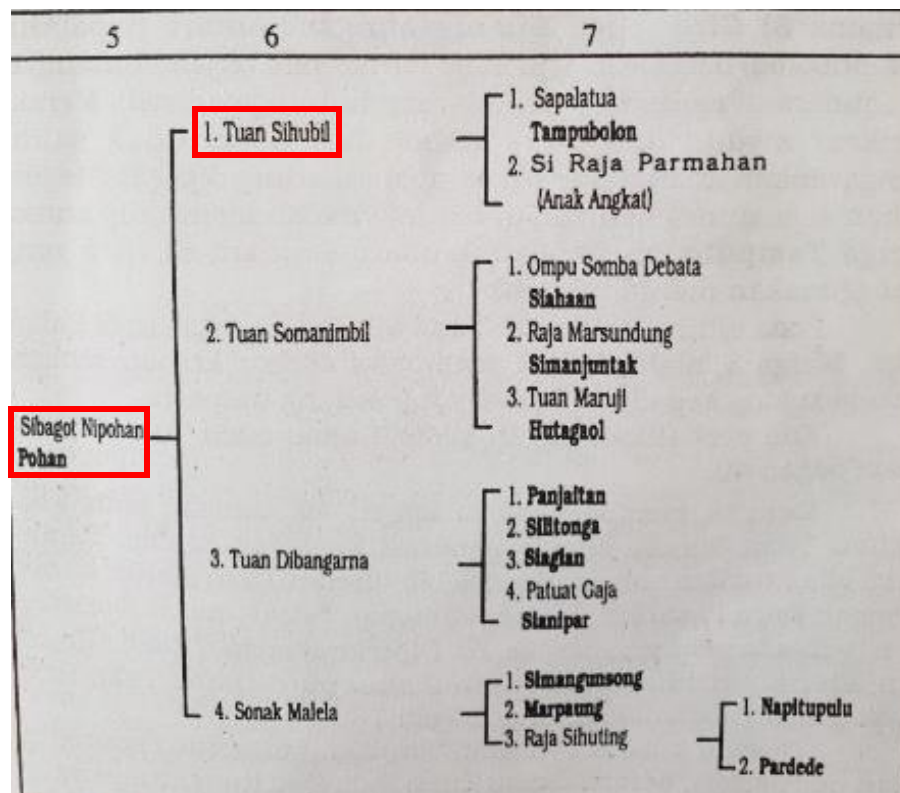 5 6 7
1. Tuan Sihubil
1. Sapalatua
Tampubolon
2. Si Raja Parmahan
(Anak Angkat)
Sibagot Nipohan
Pohan
2. Tuan Somanimbil
1. Ompu Somba Debata
Siahaan
2. Raja Marsundung
Simanjuntak
3. Tuan Maruji
Hutagaol
3. Tuan Dibangarna
1. Panjaitan
2. Silitonga
3. Siagian
4. Patuat Gaja
Sianipar
4. Sonak Malela
1. Simangunsong
2. Marpaung
3. Raja Sihuting
1. Napitupulu
2. Pardede